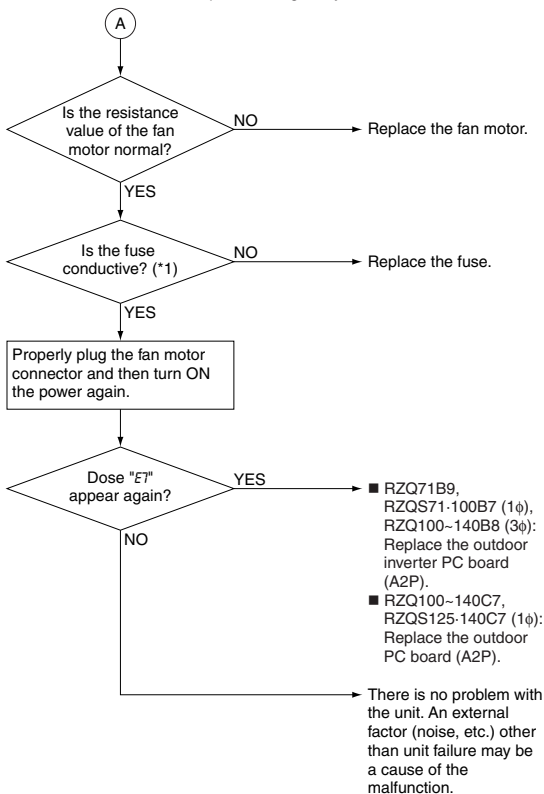 A
Is the resistance
value of the fan
motor normal?
NO
Replace the fan motor.
YES
Is the fuse
conductive? (*1)
NO
Replace the fuse.
YES
Properly plug the fan motor
connector and then turn ON
the power again.
Dose "E7"
appear again?
YES
■ RZQ71B9,
RZQS71·100B7 (1ϕ),
RZQ100~140B8 (3ϕ):
Replace the outdoor
inverter PC board
(A2P).
■ RZQ100~140C7,
RZQS125·140C7 (1ϕ):
Replace the outdoor
PC board (A2P).
NO
There is no problem with
the unit. An external
factor (noise, etc.) other
than unit failure may be
a cause of the
malfunction.